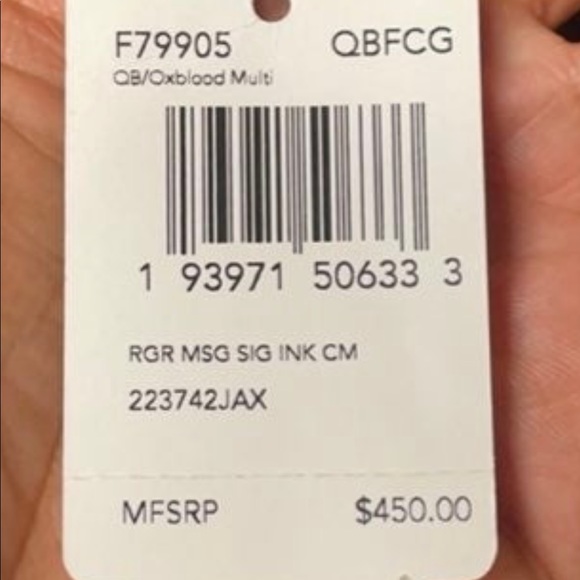 F79905 QBFCG
QB/Oxblood Multi
1 93971 50633 3
RGR MSG SIG INK CM
223742JAX
MFSRP $450.00